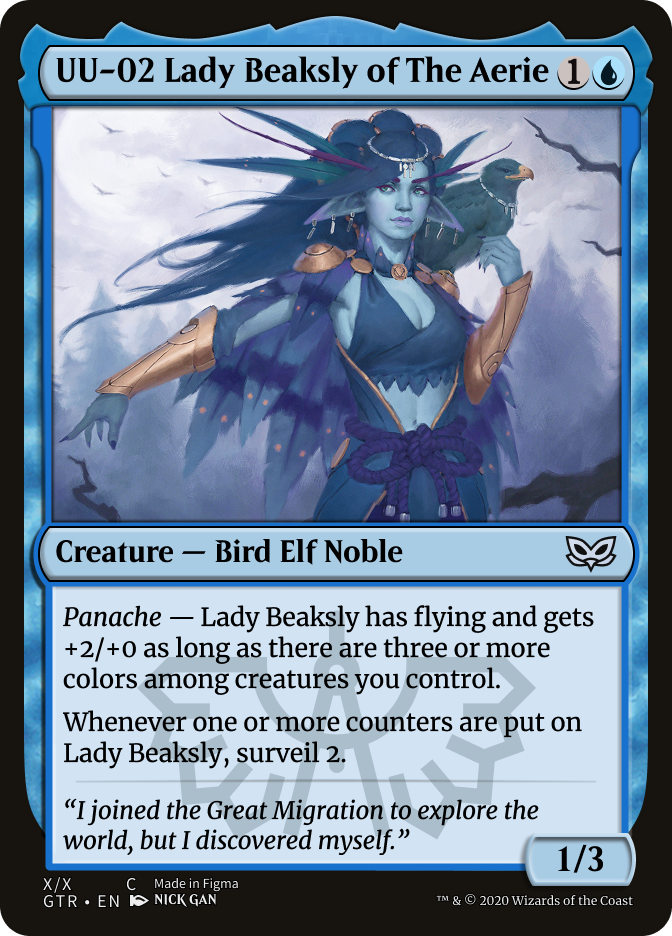 UU-02 Lady Beaksly of The Aerie 1
Creature — Bird Elf Noble
Panache — Lady Beaksly has flying and gets
+2/+0 as long as there are three or more
colors among creatures you control.
Whenever one or more counters are put on
Lady Beaksly, surveil 2.
“I joined the Great Migration to explore the
world, but I discovered myself.”
1/3
X/X C Made in Figma
GTR • EN NICK GAN
™ & © 2020 Wizards of the Coast